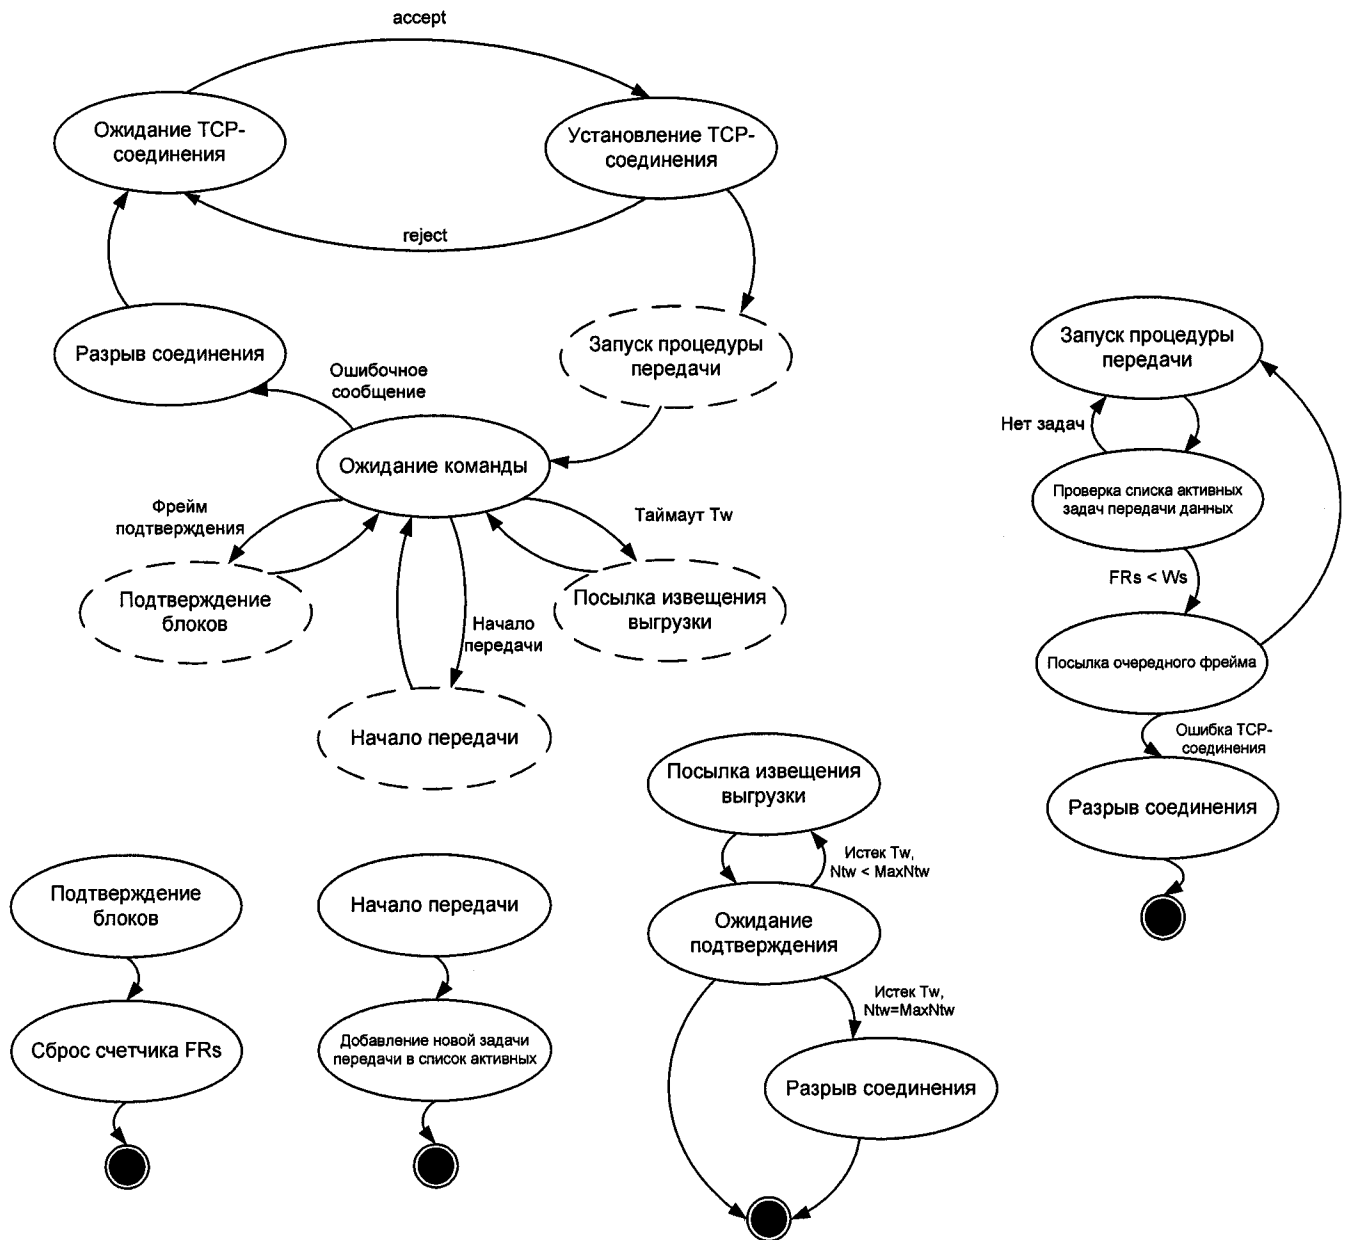 accept
Ожидание TCP-
соединения
Установление TCP-
соединения
reject
Разрыв соединения
Запуск процедуры
передачи
Ошибочное
сообщение
Ожидание команды
Фрейм
подтверждения
Таймаут Tw
Подтверждение
блоков
Начало
передачи
Посылка извещения
выгрузки
Начало передачи
Запуск процедуры
передачи
Нет задач
Проверка списка активных
задач передачи данных
FRs < Ws
Посылка очередного фрейма
Ошибка TCP-
соединения
Разрыв соединения
Подтверждение
блоков
Сброс счетчика FRs
Начало передачи
Добавление новой задачи
передачи в список активных
Посылка извещения
выгрузки
Истек Tw,
Ntw < MaxNtw
Ожидание
подтверждения
Истек Tw,
Ntw=MaxNtw
Разрыв соединения